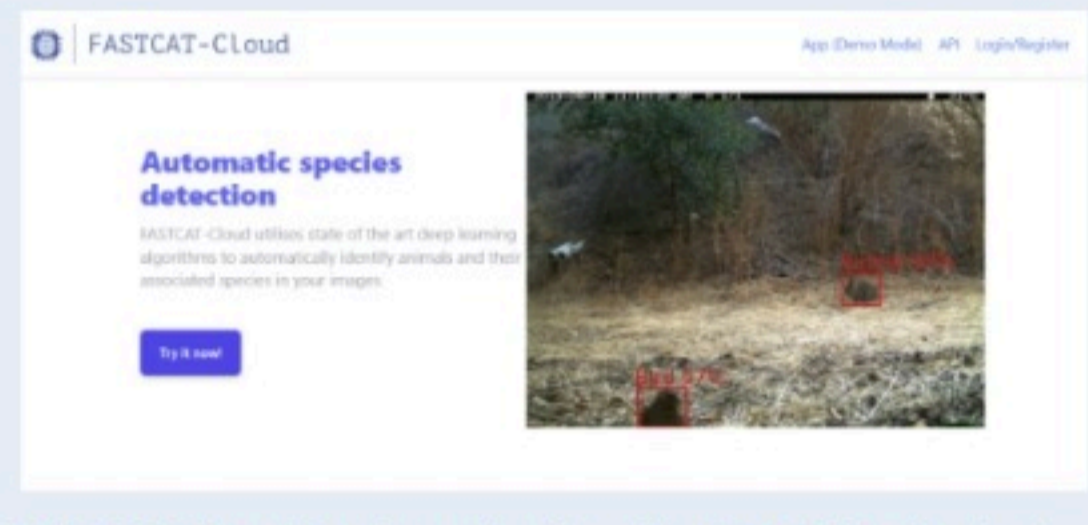 FASTCAT-Cloud
App (Demo Mode) API Login/Register
Automatic species
detection
FASTCAT-Cloud utilises state of the art deep learning
algorithms to automatically identify animals and their
associated species in your images.
Try it now!